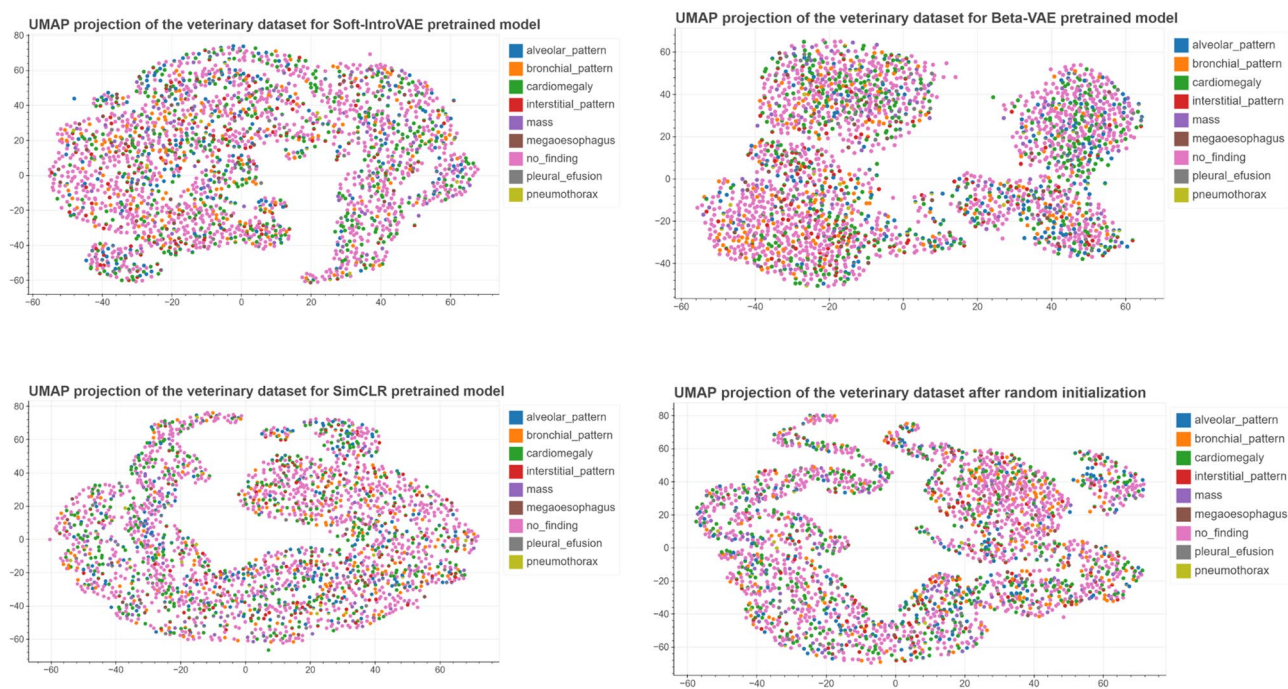 UMAP projection of the veterinary dataset for Soft-IntroVAE pretrained model
80
60
40
20
0
−20
−40
−60
−60 −40 −20 0 20 40 60
alveolar_pattern
bronchial_pattern
cardiomegaly
interstitial_pattern
mass
megaoesophagus
no_finding
pleural_efusion
pneumothorax
UMAP projection of the veterinary dataset for Beta-VAE pretrained model
60
40
20
0
−20
−40
−60 −40 −20 0 20 40 60
alveolar_pattern
bronchial_pattern
cardiomegaly
interstitial_pattern
mass
megaoesophagus
no_finding
pleural_efusion
pneumothorax
UMAP projection of the veterinary dataset for SimCLR pretrained model
80
60
40
20
0
−20
−40
−60
−60 −40 −20 0 20 40 60
alveolar_pattern
bronchial_pattern
cardiomegaly
interstitial_pattern
mass
megaoesophagus
no_finding
pleural_efusion
pneumothorax
UMAP projection of the veterinary dataset after random initialization
80
60
40
20
0
−20
−40
−60
−60 −40 −20 0 20 40 60
alveolar_pattern
bronchial_pattern
cardiomegaly
interstitial_pattern
mass
megaoesophagus
no_finding
pleural_efusion
pneumothorax